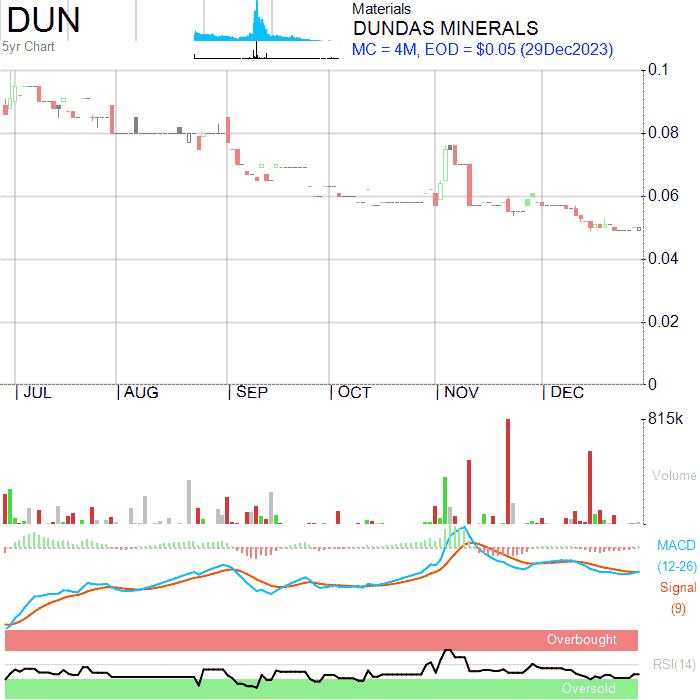 DUN
5yr Chart
Materials
DUNDAS MINERALS
MC = 4M, EOD = $0.05 (29Dec2023)
0.1
0.08
0.06
0.04
0.02
0
| JUL | AUG | SEP | OCT | NOV | DEC
815k
Volume
MACD
(12-26)
Signal
(9)
Overbought
RSI(14)
Oversold